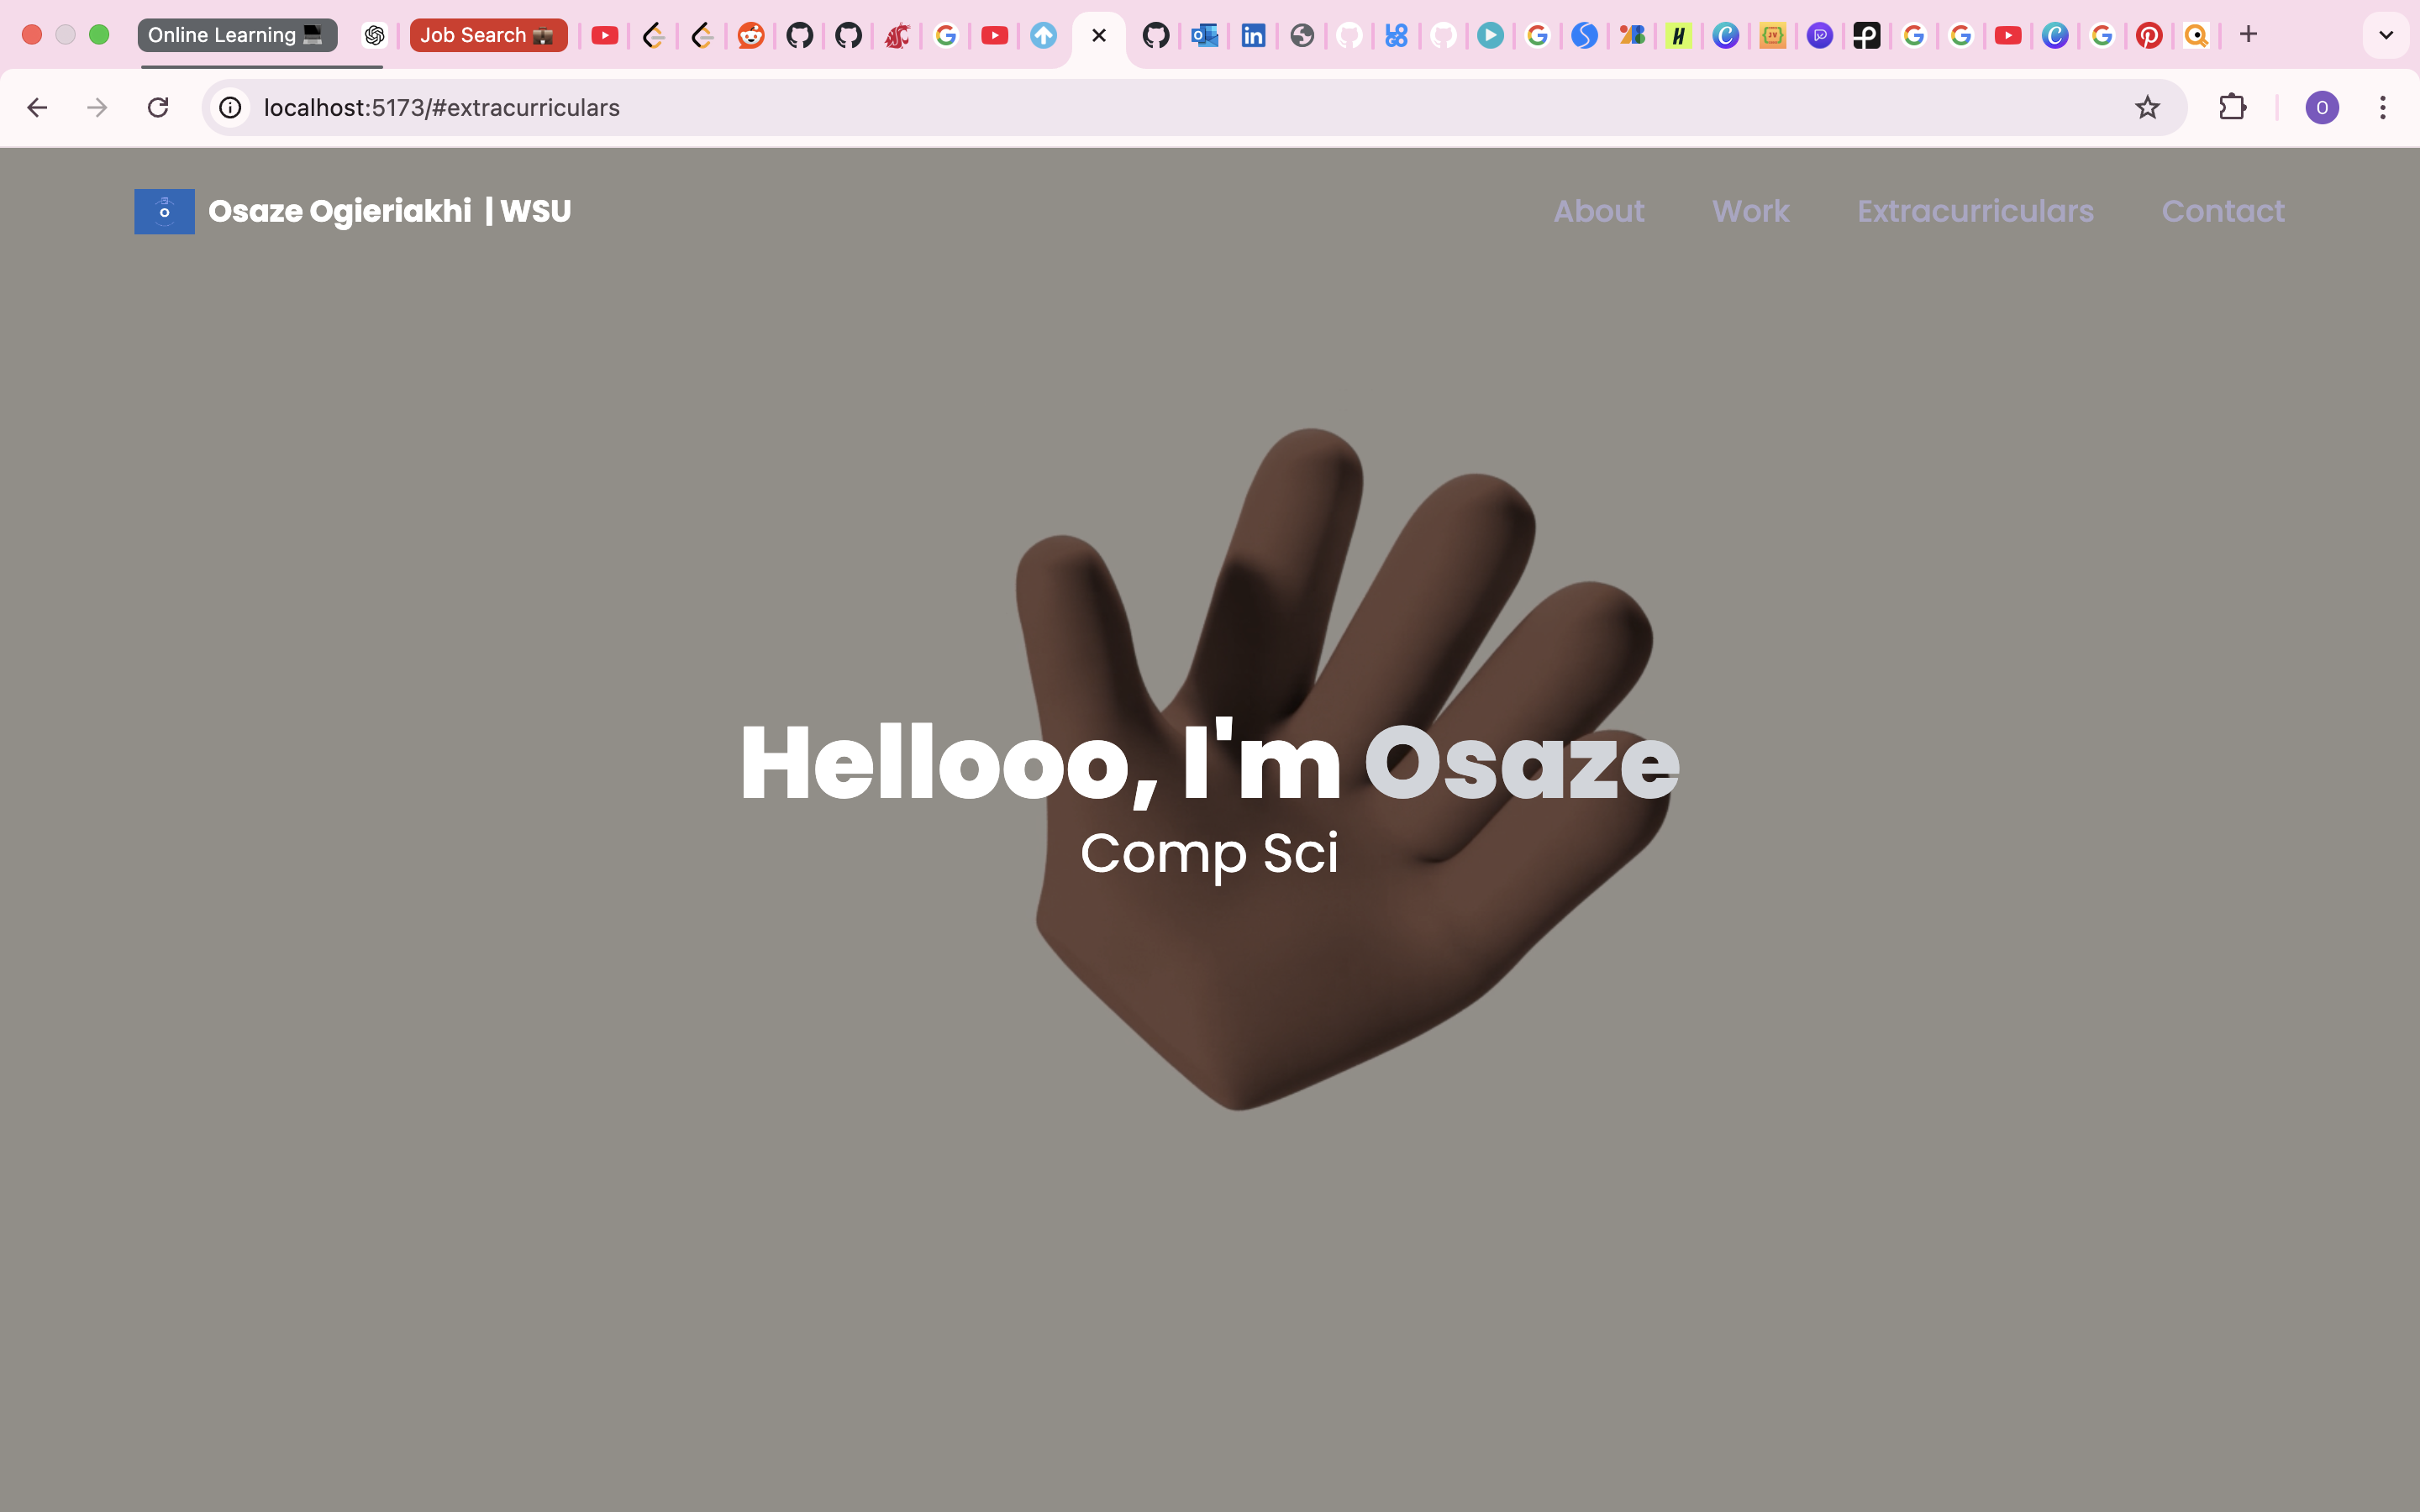 Online Learning 💻
Job Search 💼
localhost:5173/#extracurriculars
O
O
Osaze Ogieriakhi | WSU
About
Work
Extracurriculars
Contact
Hellooo, I'm Osaze
Comp Sci